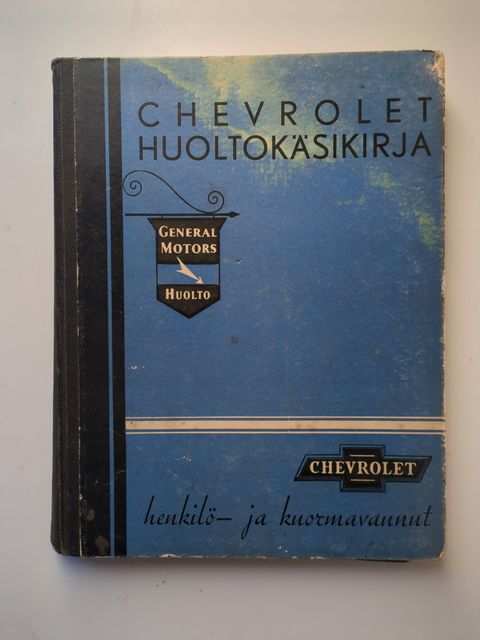 CHEVROLET
HUOLTOKÄSIKIRJA
GENERAL
MOTORS
HUOLTO
CHEVROLET
henkilö- ja kuormavaunut